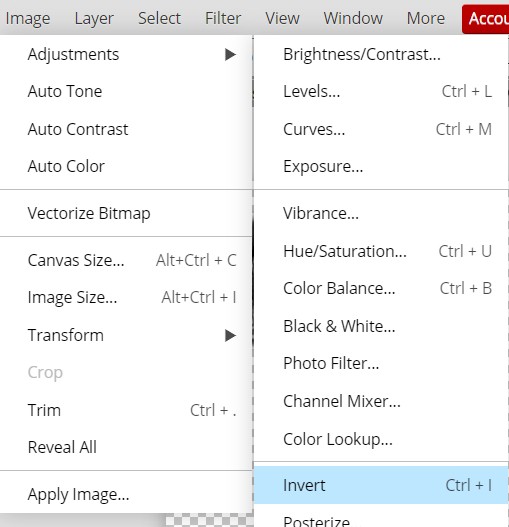 Image Layer Select Filter View Window More Accou
Adjustments
Auto Tone
Auto Contrast
Auto Color
Vectorize Bitmap
Canvas Size... Alt+Ctrl + C
Image Size... Alt+Ctrl + I
Transform
Crop
Trim Ctrl + .
Reveal All
Apply Image...
Brightness/Contrast...
Levels... Ctrl + L
Curves... Ctrl + M
Exposure...
Vibrance...
Hue/Saturation... Ctrl + U
Color Balance... Ctrl + B
Black & White...
Photo Filter...
Channel Mixer...
Color Lookup...
Invert Ctrl + I
Posterize